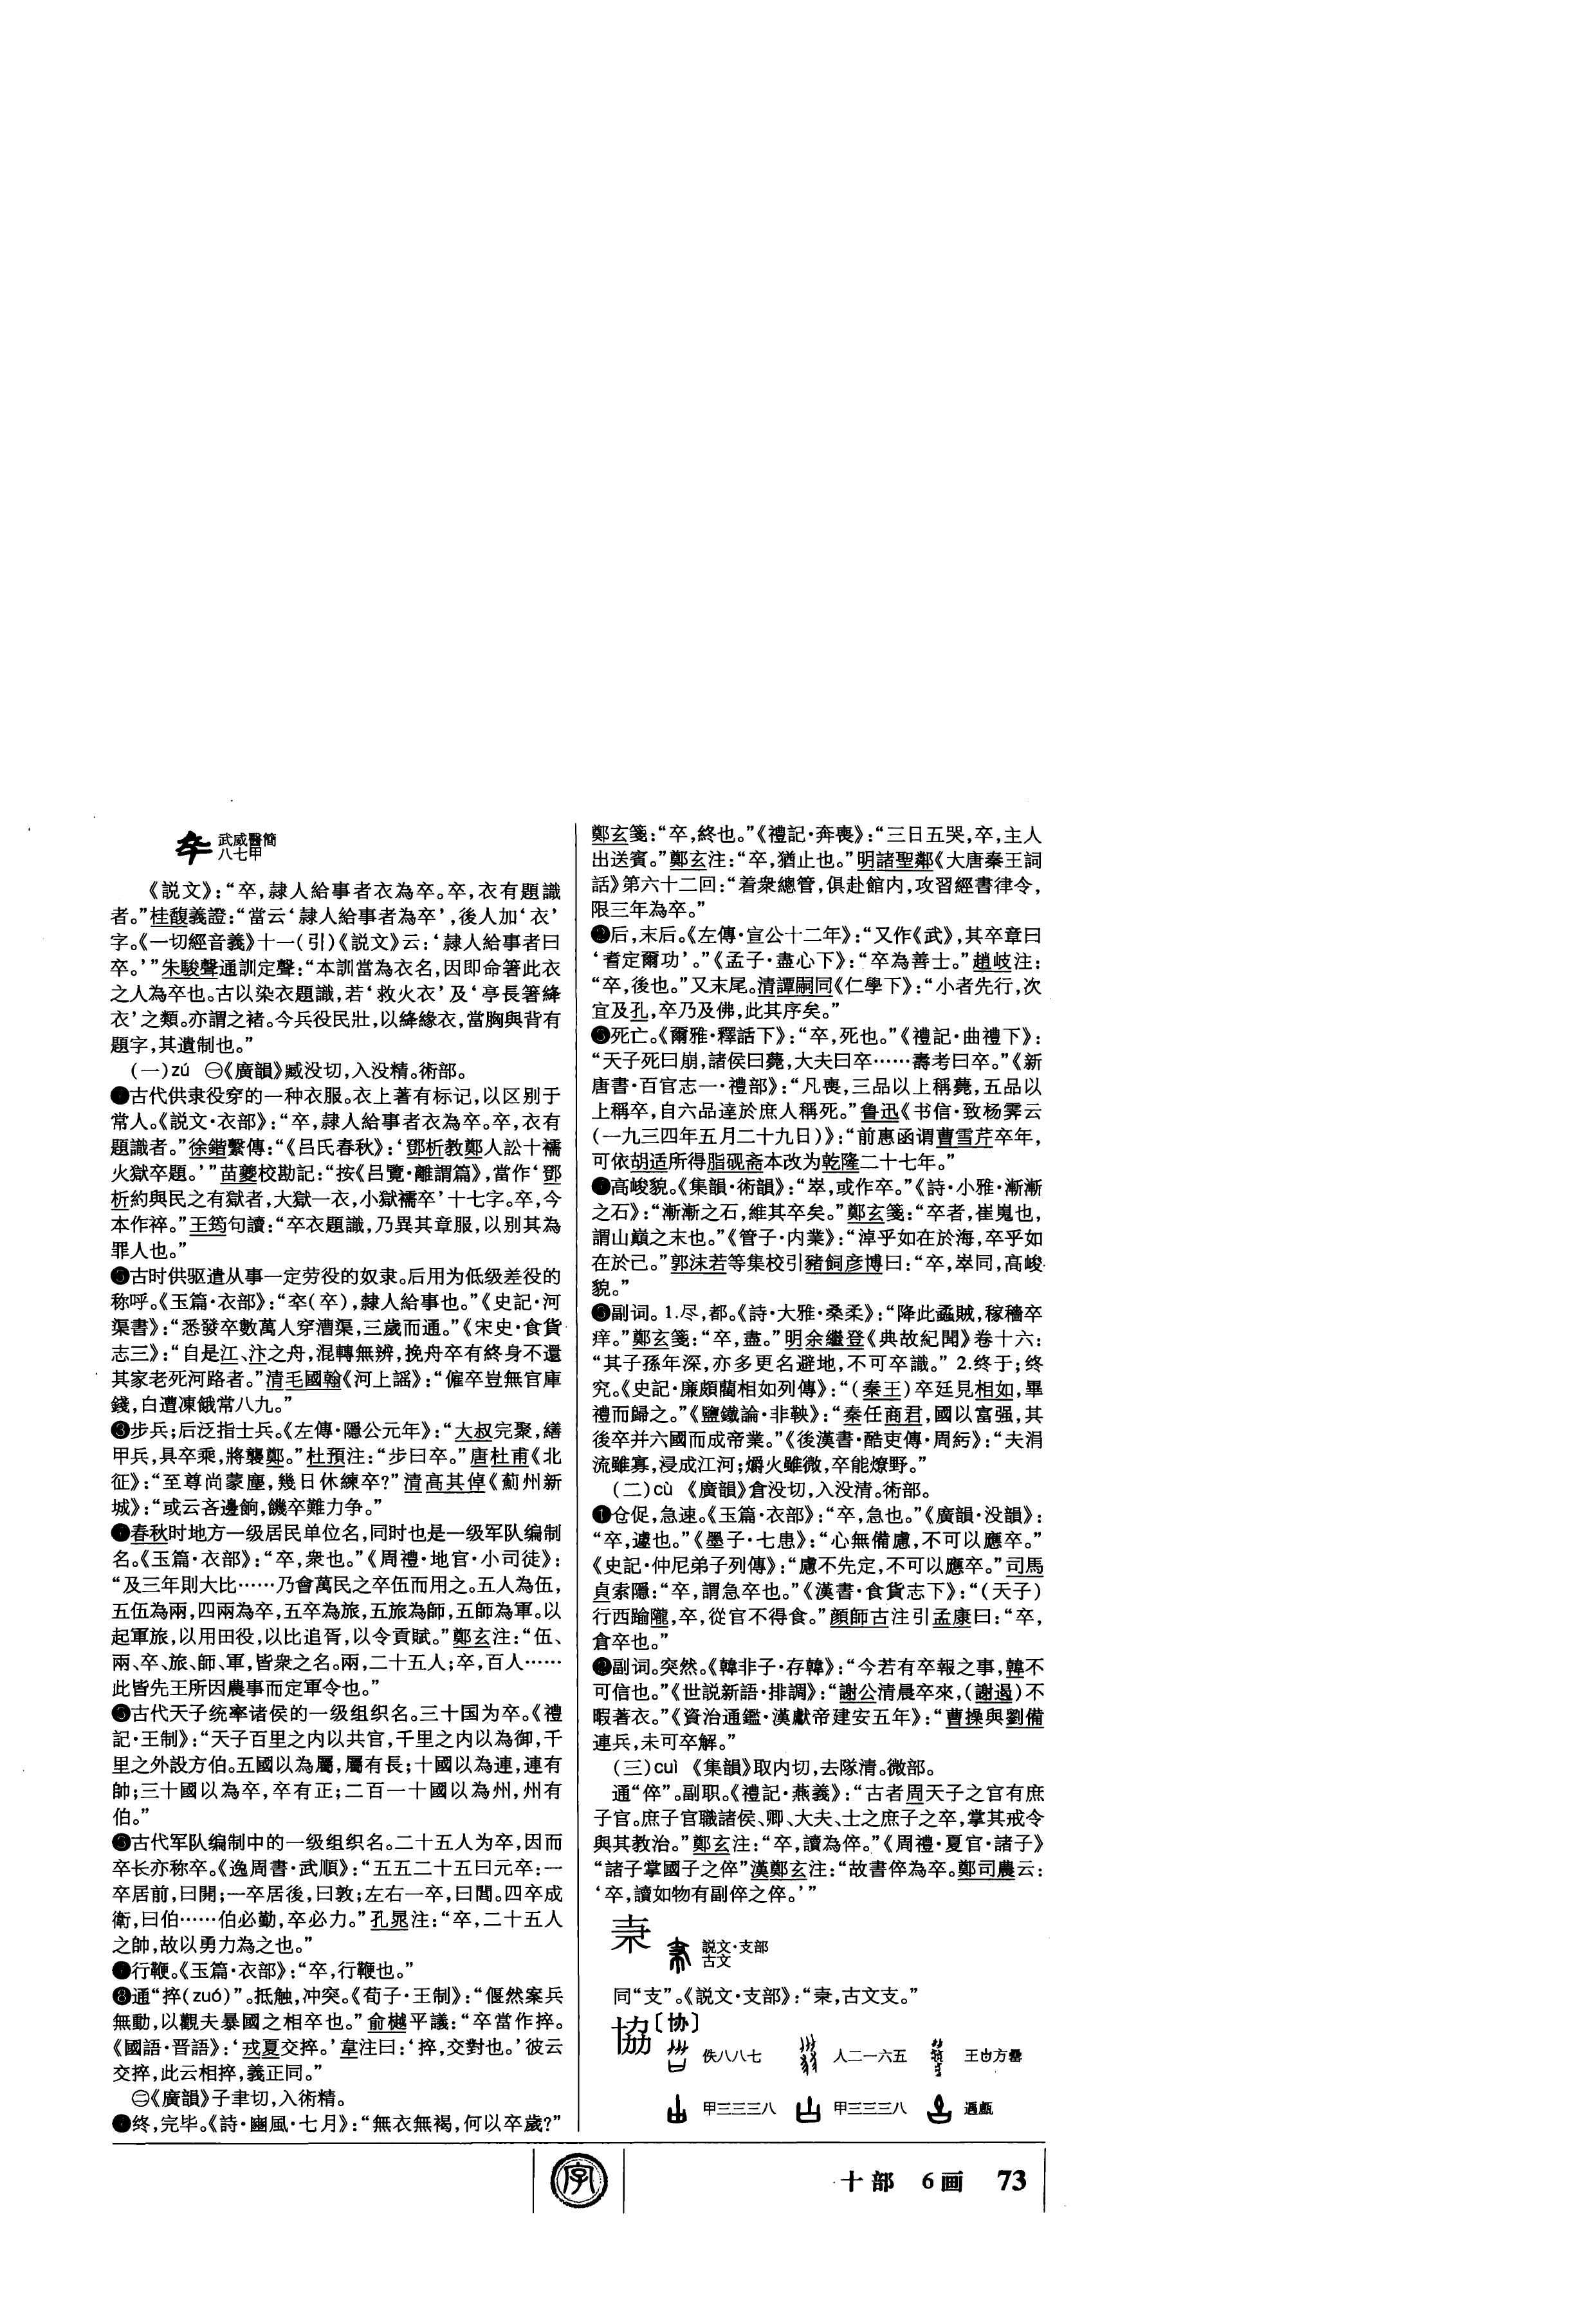 武威醫簡
八七甲
《説文》：“卒，隸人給事者衣為卒。卒，衣有題識
者。”桂馥義證：“當云‘隸人給事者為卒’，後人加‘衣’
字。《一切經音義》十一(引)《説文》云：‘隸人給事者曰
卒。’”朱駿聲通訓定聲：“本訓當為衣名，因即命箸此衣
之人為卒也。古以染衣題識，若‘救火衣’及‘亭長箸絳
衣’之類。亦謂之褚。今兵役民壯，以絳緣衣，當胸與背有
題字，其遺制也。”
(一)zú ㊀《廣韻》臧没切，入没精。術部。
❶古代供隶役穿的一种衣服。衣上著有标记，以区别于
常人。《説文·衣部》：“卒，隸人給事者衣為卒。卒，衣有
題識者。”徐鍇繫傳：“《吕氏春秋》：‘鄧析教鄭人訟十襦
火獄卒題。’”苗夔校勘記：“按《吕覽·離謂篇》，當作‘鄧
析約與民之有獄者，大獄一衣，小獄襦卒’十七字。卒，今
本作䘹。”王筠句讀：“卒衣題識，乃異其章服，以别其為
罪人也。”
❷古时供驱遣从事一定劳役的奴隶。后用为低级差役的
称呼。《玉篇·衣部》：“卒(卒)，隸人給事也。”《史記·河
渠書》：“悉發卒數萬人穿漕渠，三歲而通。”《宋史·食貨
志三》：“自是江、汴之舟，混轉無辨，挽舟卒有終身不還
其家老死河路者。”清毛國翰《河上謡》：“僱卒豈無官庫
錢，白遭凍餓常八九。”
❸步兵；后泛指士兵。《左傳·隱公元年》：“大叔完聚，繕
甲兵，具卒乘，將襲鄭。”杜預注：“步曰卒。”唐杜甫《北
征》：“至尊尚蒙塵，幾日休練卒？”清高其倬《薊州新
城》：“或云吝邊餉，饑卒難力争。”
❹春秋时地方一级居民单位名，同时也是一级军队编制
名。《玉篇·衣部》：“卒，衆也。”《周禮·地官·小司徒》：
“及三年則大比……乃會萬民之卒伍而用之。五人為伍，
五伍為兩，四兩為卒，五卒為旅，五旅為師，五師為軍。以
起軍旅，以用田役，以比追胥，以令貢賦。”鄭玄注：“伍、
兩、卒、旅、師、軍，皆衆之名。兩，二十五人；卒，百人……
此皆先王所因農事而定軍令也。”
❺古代天子统率诸侯的一级组织名。三十国为卒。《禮
記·王制》：“天子百里之内以共官，千里之内以為御，千
里之外設方伯。五國以為屬，屬有長；十國以為連，連有
帥；三十國以為卒，卒有正；二百一十國以為州，州有
伯。”
❻古代军队编制中的一级组织名。二十五人为卒，因而
卒长亦称卒。《逸周書·武順》：“五五二十五曰元卒：一
卒居前，曰開；一卒居後，曰敦；左右一卒，曰閭。四卒成
衛，曰伯……伯必勤，卒必力。”孔晁注：“卒，二十五人
之帥，故以勇力為之也。”
❼行鞭。《玉篇·衣部》：“卒，行鞭也。”
❽通“捽(zuó)”。抵触，冲突。《荀子·王制》：“偃然案兵
無動，以觀夫暴國之相卒也。”俞樾平議：“卒當作捽。
《國語·晋語》：‘戎夏交捽。’韋注曰：‘捽，交對也。’彼云
交捽，此云相捽，義正同。”
㊁《廣韻》子聿切，入術精。
❶终，完毕。《詩·豳風·七月》：“無衣無褐，何以卒歲？”
鄭玄箋：“卒，終也。”《禮記·奔喪》：“三日五哭，卒，主人
出送賓。”鄭玄注：“卒，猶止也。”明諸聖鄰《大唐秦王詞
話》第六十二回：“着衆總管，俱赴館内，攻習經書律令，
限三年為卒。”
❷后，末后。《左傳·宣公十二年》：“又作《武》，其卒章曰
‘耆定爾功’。”《孟子·盡心下》：“卒為善士。”趙岐注：
“卒，後也。”又末尾。清譚嗣同《仁學下》：“小者先行，次
宜及孔，卒乃及佛，此其序矣。”
❸死亡。《爾雅·釋詁下》：“卒，死也。”《禮記·曲禮下》：
“天子死曰崩，諸侯曰薨，大夫曰卒……壽考曰卒。”《新
唐書·百官志一·禮部》：“凡喪，三品以上稱薨，五品以
上稱卒，自六品達於庶人稱死。”鲁迅《书信·致杨霁云
(一九三四年五月二十九日)》：“前惠函谓曹雪芹卒年，
可依胡适所得脂砚斋本改为乾隆二十七年。”
❹高峻貌。《集韻·術韻》：“崒，或作卒。”《詩·小雅·漸漸
之石》：“漸漸之石，維其卒矣。”鄭玄箋：“卒者，崔嵬也，
謂山巔之末也。”《管子·内業》：“淖乎如在於海，卒乎如
在於己。”郭沫若等集校引豬飼彦博曰：“卒，崒同，高峻
貌。”
❺副词。1.尽，都。《詩·大雅·桑柔》：“降此蟊賊，稼穡卒
痒。”鄭玄箋：“卒，盡。”明余繼登《典故紀聞》卷十六：
“其子孫年深，亦多更名避地，不可卒識。” 2.终于；终
究。《史記·廉頗藺相如列傳》：“(秦王)卒廷見相如，畢
禮而歸之。”《鹽鐵論·非鞅》：“秦任商君，國以富强，其
後卒并六國而成帝業。”《後漢書·酷吏傳·周䊸》：“夫涓
流雖寡，浸成江河；爝火雖微，卒能燎野。”
(二)cù 《廣韻》倉没切，入没清。術部。
❶仓促，急速。《玉篇·衣部》：“卒，急也。”《廣韻·没韻》：
“卒，遽也。”《墨子·七患》：“心無備慮，不可以應卒。”
《史記·仲尼弟子列傳》：“慮不先定，不可以應卒。”司馬
貞索隱：“卒，謂急卒也。”《漢書·食貨志下》：“(天子)
行西踰隴，卒，從官不得食。”顔師古注引孟康曰：“卒，
倉卒也。”
❷副词。突然。《韓非子·存韓》：“今若有卒報之事，韓不
可信也。”《世説新語·排調》：“謝公清晨卒來，(謝遏)不
暇著衣。”《資治通鑑·漢獻帝建安五年》：“曹操與劉備
連兵，未可卒解。”
(三)cuì 《集韻》取内切，去隊清。微部。
通“倅”。副职。《禮記·燕義》：“古者周天子之官有庶
子官。庶子官職諸侯、卿、大夫、士之庶子之卒，掌其戒令
與其教治。”鄭玄注：“卒，讀為倅。”《周禮·夏官·諸子》
“諸子掌國子之倅”漢鄭玄注：“故書倅為卒。鄭司農云：
‘卒，讀如物有副倅之倅。’”
説文·支部
古文
同“支”。《説文·支部》：“𠦙，古文支。”
協〔协〕
佚八八七 人二一六五
甲三三三八 甲三三三八
十部 6画 73